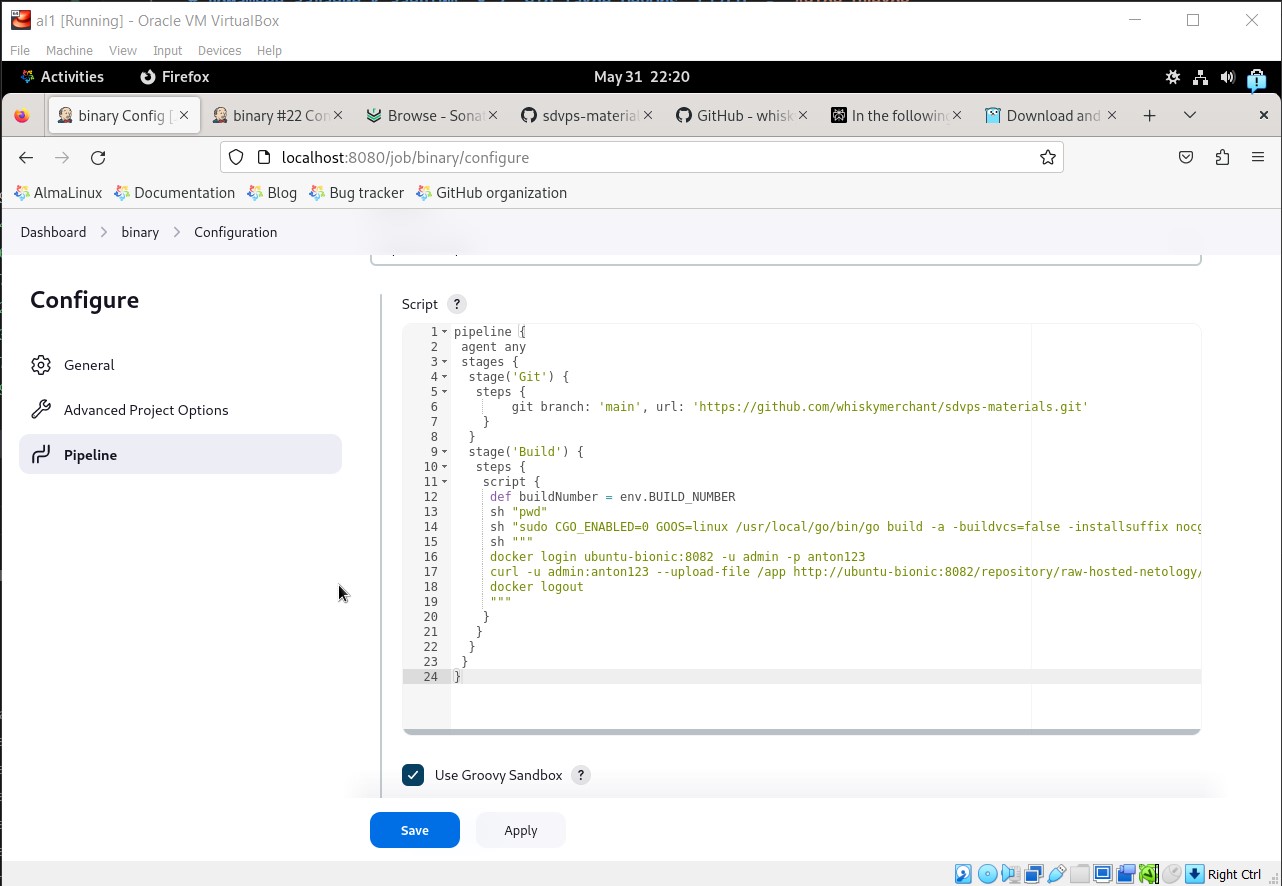 al1 [Running] - Oracle VM VirtualBox
File Machine View Input Devices Help
Activities Firefox May 31 22:20
binary Config [ binary #22 Con Browse - Sonat sdvps-material GitHub - whisk In the following Download and
localhost:8080/job/binary/configure
AlmaLinux Documentation Blog Bug tracker GitHub organization
Dashboard binary Configuration
Configure
General
Advanced Project Options
Pipeline
Script ?
1 pipeline {
2 agent any
3 stages {
4 stage('Git') {
5 steps {
6 git branch: 'main', url: 'https://github.com/whiskymerchant/sdvps-materials.git'
7 }
8 }
9 stage('Build') {
10 steps {
11 script {
12 def buildNumber = env.BUILD_NUMBER
13 sh "pwd"
14 sh "sudo CGO_ENABLED=0 GOOS=linux /usr/local/go/bin/go build -a -buildvcs=false -installsuffix nocg
15 sh """
16 docker login ubuntu-bionic:8082 -u admin -p anton123
17 curl -u admin:anton123 --upload-file /app http://ubuntu-bionic:8082/repository/raw-hosted-netology/
18 docker logout
19 """
20 }
21 }
22 }
23 }
24 }
Use Groovy Sandbox ?
Save Apply
Right Ctrl